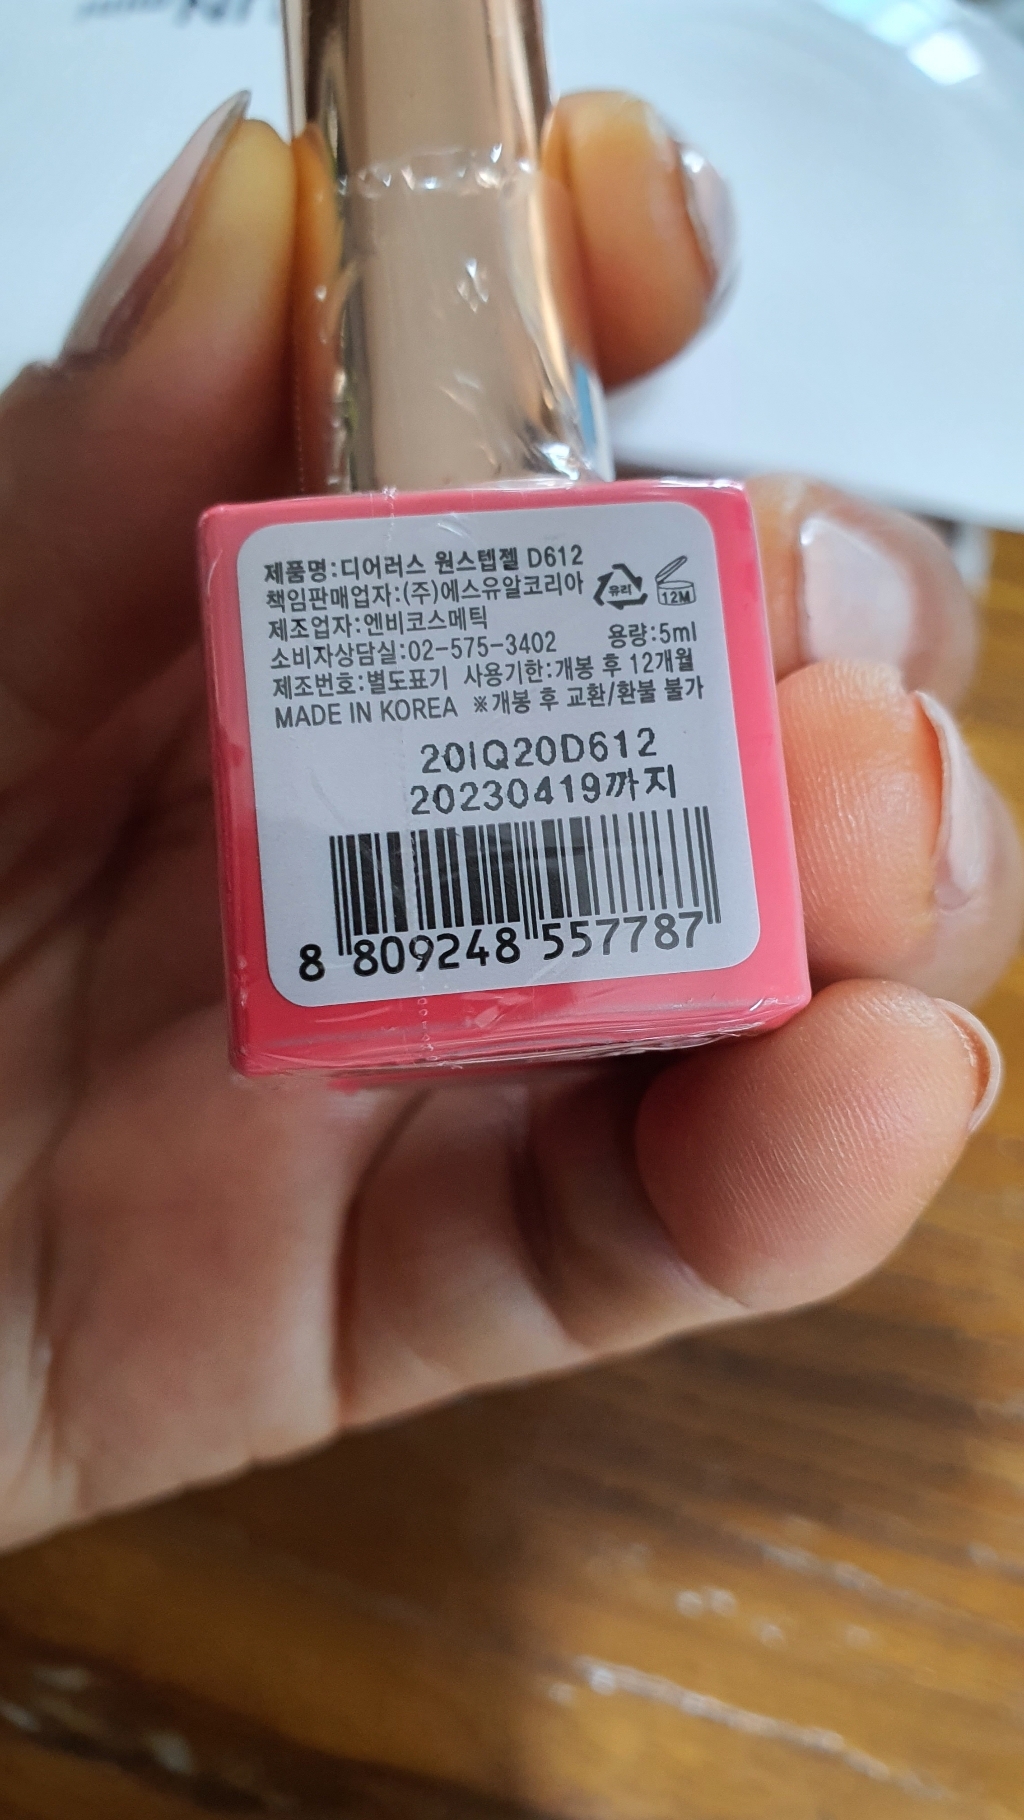 제품명:디어러스 원스텝젤 D612
책임판매업자:(주)에스유알코리아
유리
12M
제조업자:엔비코스메틱
소비자상담실:02-575-3402 용량:5ml
제조번호:별도표기 사용기한:개봉 후 12개월
MADE IN KOREA ※개봉 후 교환/환불 불가
20IQ20D612
20230419까지
8 809248 557787